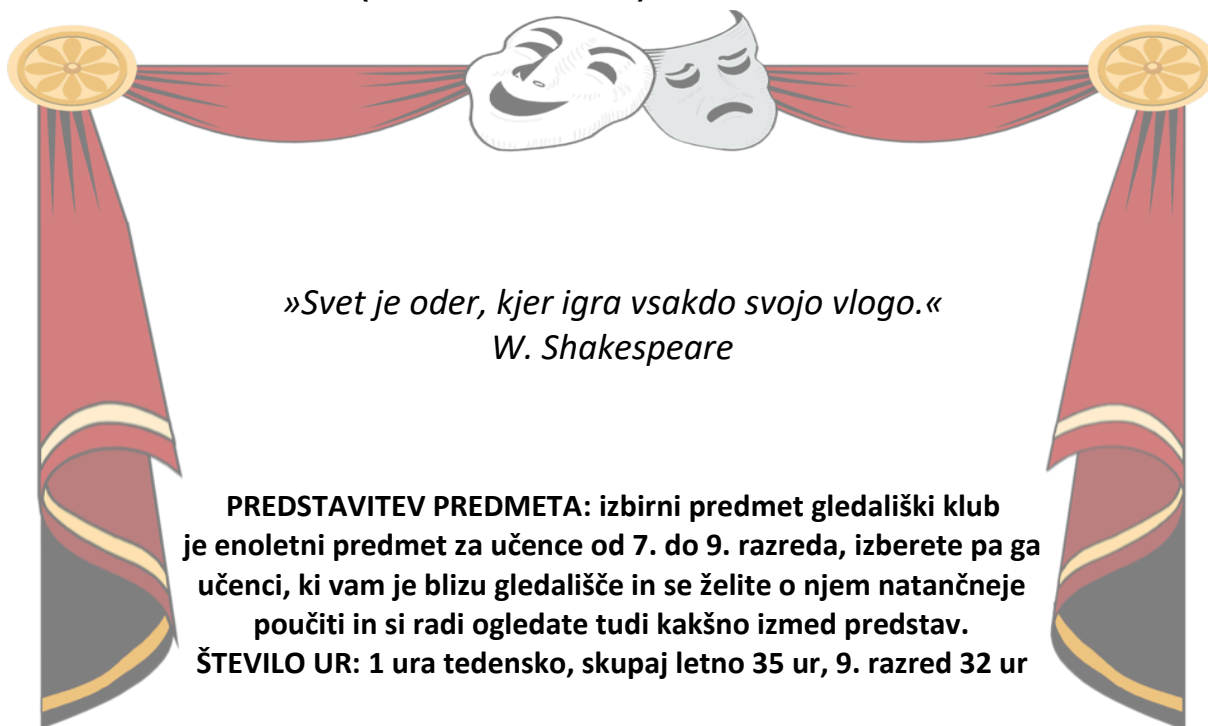 »Svet je oder, kjer igra vsakdo svojo vlogo.«
W. Shakespeare
PREDSTAVITEV PREDMETA: izbirni predmet gledališki klub
je enoletni predmet za učence od 7. do 9. razreda, izberete pa ga
učenci, ki vam je blizu gledališče in se želite o njem natančneje
poučiti in si radi ogledate tudi kakšno izmed predstav.
ŠTEVILO UR: 1 ura tedensko, skupaj letno 35 ur, 9. razred 32 ur